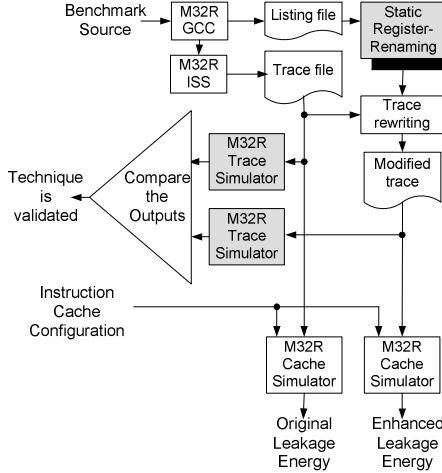 Benchmark
Source
M32R
GCC
Listing file
Static
Register-
Renaming
M32R
ISS
Trace file
Trace
rewriting
M32R
Trace
Simulator
Modified
trace
Technique
is
validated
Compare
the
Outputs
M32R
Trace
Simulator
Instruction
Cache
Configuration
M32R
Cache
Simulator
M32R
Cache
Simulator
Original
Leakage
Energy
Enhanced
Leakage
Energy